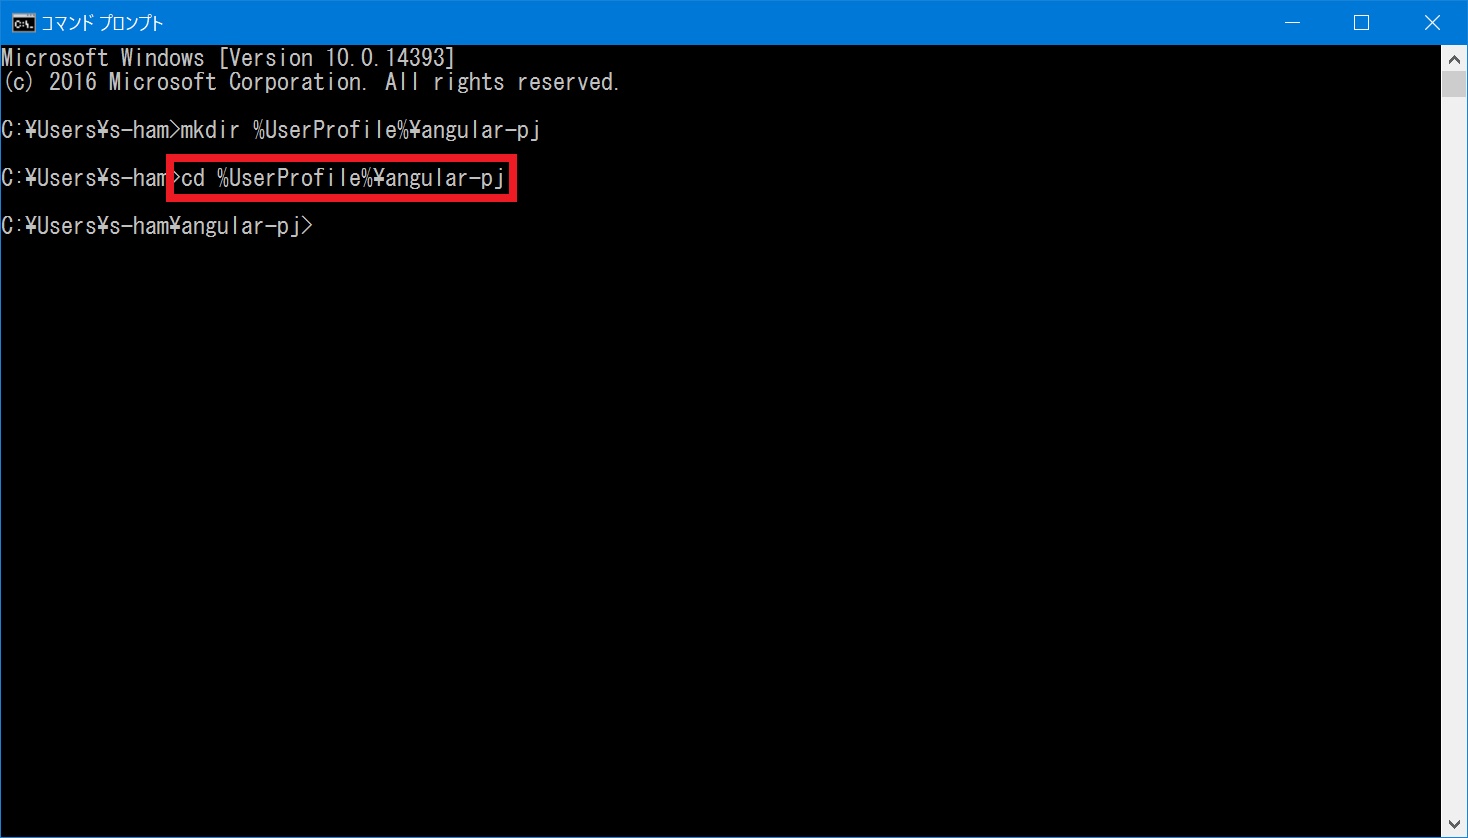 コマンド プロンプト
Microsoft Windows [Version 10.0.14393]
(c) 2016 Microsoft Corporation. All rights reserved.
C:¥Users¥s-ham>mkdir %UserProfile%¥angular-pj
C:¥Users¥s-ham>cd %UserProfile%¥angular-pj
C:¥Users¥s-ham¥angular-pj>